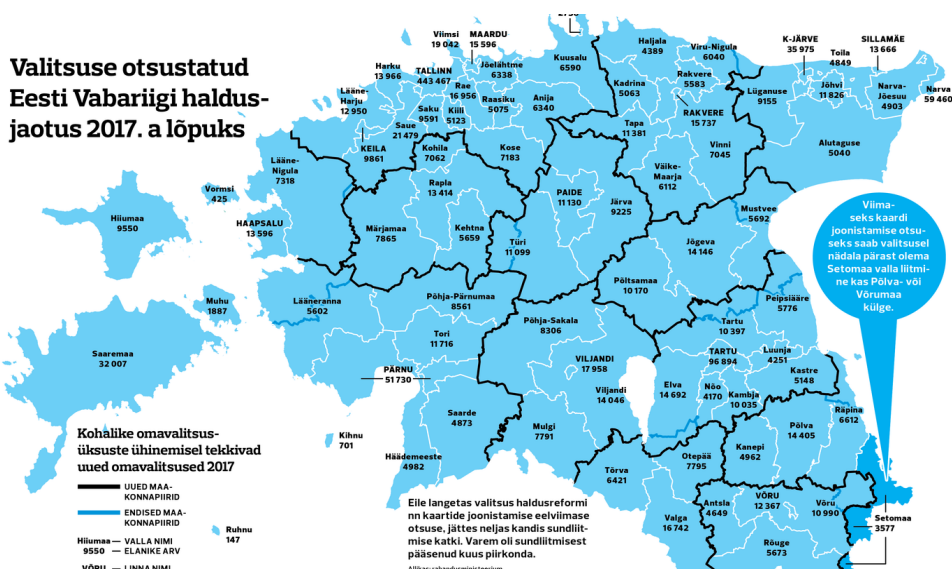 Valitsuse otsustatud
Eesti Vabariigi haldus-
jaotus 2017. a lõpuks
Viimsi
19 042
MAARDU
15 596
Harku
13 966
TALLINN
443 467
Jõelähtme
6338
Kuusalu
6590
Rae
16 956
Lääne-
Harju
12 950
Saku
9591
Kiili
5123
Raasiku
5075
Anija
6340
Saue
21 479
KEILA
9861
Kohila
7062
Kose
7183
Haljala
4389
Viru-Nigula
6040
Kadrina
5063
Rakvere
5583
RAKVERE
15 737
Tapa
11 381
Vinni
7045
Väike-
Maarja
6112
K-JÄRVE
35 975
Toila
4849
SILLAMÄE
13 666
Lüganuse
9155
Jõhvi
11 826
Narva-
Jõesuu
4903
Narva
59 460
Alutaguse
5040
Lääne-
Nigula
7318
Vormsi
425
HAAPSALU
13 596
Hiiumaa
9550
Rapla
13 414
Märjamaa
7865
Kehtna
5659
PAIDE
11 130
Järva
9225
Türi
11 099
Mustvee
5692
Jõgeva
14 146
Põltsamaa
10 170
Viima-
seks kaardi
joonistamise otsu-
seks saab valitsusel
nädala pärast olema
Setomaa valla liitmi-
ne kas Põlva- või
Võrumaa
külge.
Muhu
1887
Saaremaa
32 007
Lääneranna
5602
Põhja-Pärnumaa
8561
Tori
11 716
PÄRNU
51 730
Põhja-Sakala
8306
VILJANDI
17 958
Viljandi
14 046
Saarde
4873
Mulgi
7791
Häädemeeste
4982
Kihnu
701
Ruhnu
147
Peipsiääre
5776
Tartu
10 397
TARTU
96 894
Luunja
4251
Kastre
5148
Elva
14 692
Nõo
4170
Kambja
10 035
Räpina
6612
Põlva
14 405
Kanepi
4962
Otepää
7795
Tõrva
6421
Valga
16 742
Antsla
4649
VÕRU
12 367
Võru
10 990
Rõuge
5673
Setomaa
3577
Kohalike omavalitsus-
üksuste ühinemisel tekkivad
uued omavalitsused 2017
UUED MAA-
KONNAPIIRID
ENDISED MAA-
KONNAPIIRID
Hiiumaa — VALLA NIMI
9550 — ELANIKE ARV
VÕRU — LINNA NIMI
Eile langetas valitsus haldusreformi
nn kaartide joonistamise eelviimase
otsuse, jättes neljas kandis sundliit-
mise katki. Varem oli sundliitmisest
pääsenud kuus piirkonda.